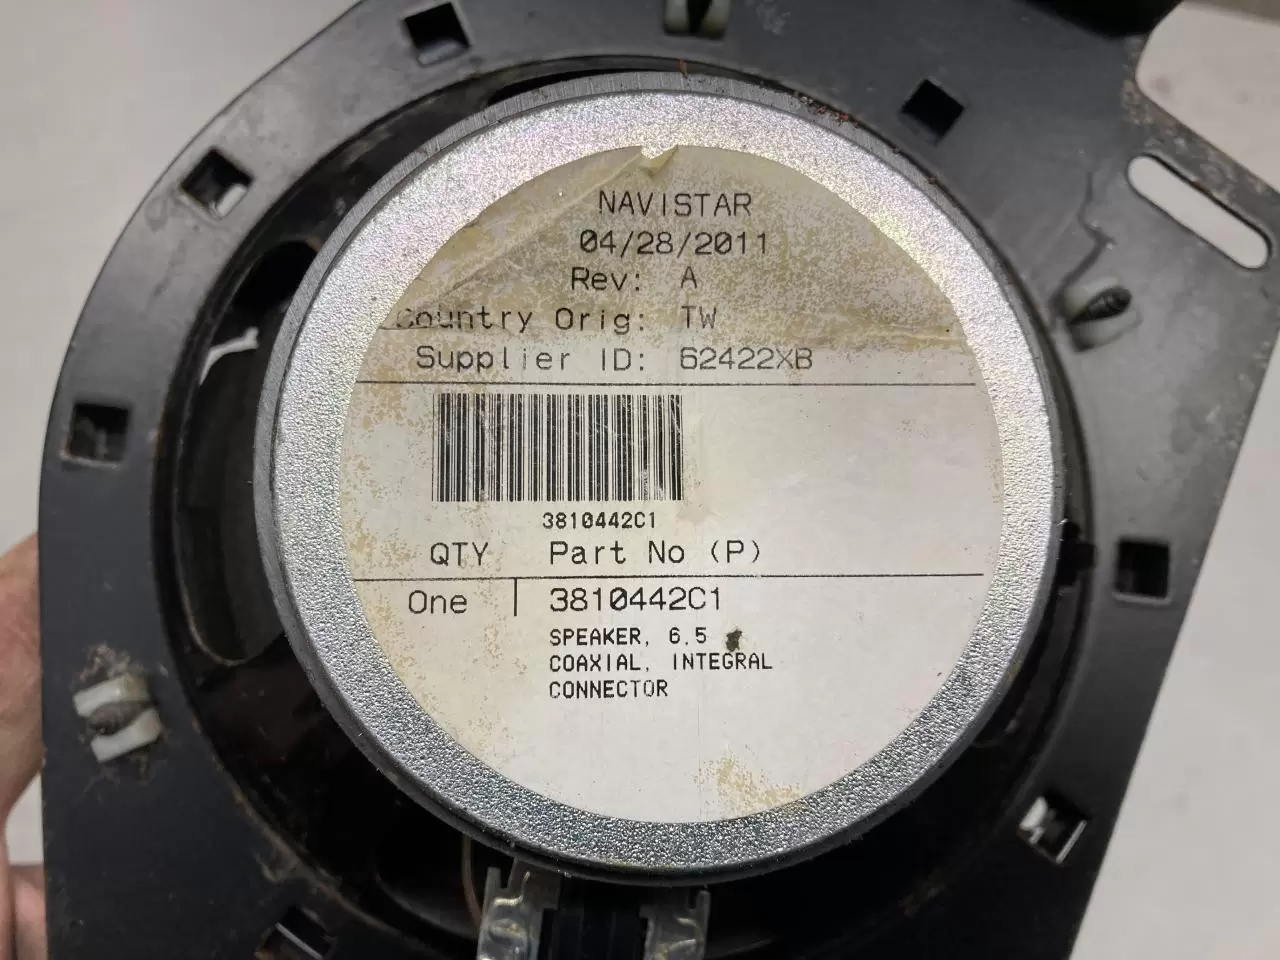 NAVISTAR
04/28/2011
Rev: A
Country Orig: TW
Supplier ID: 62422XB
3810442C1
QTY Part No (P)
One 3810442C1
SPEAKER, 6.5
COAXIAL, INTEGRAL
CONNECTOR